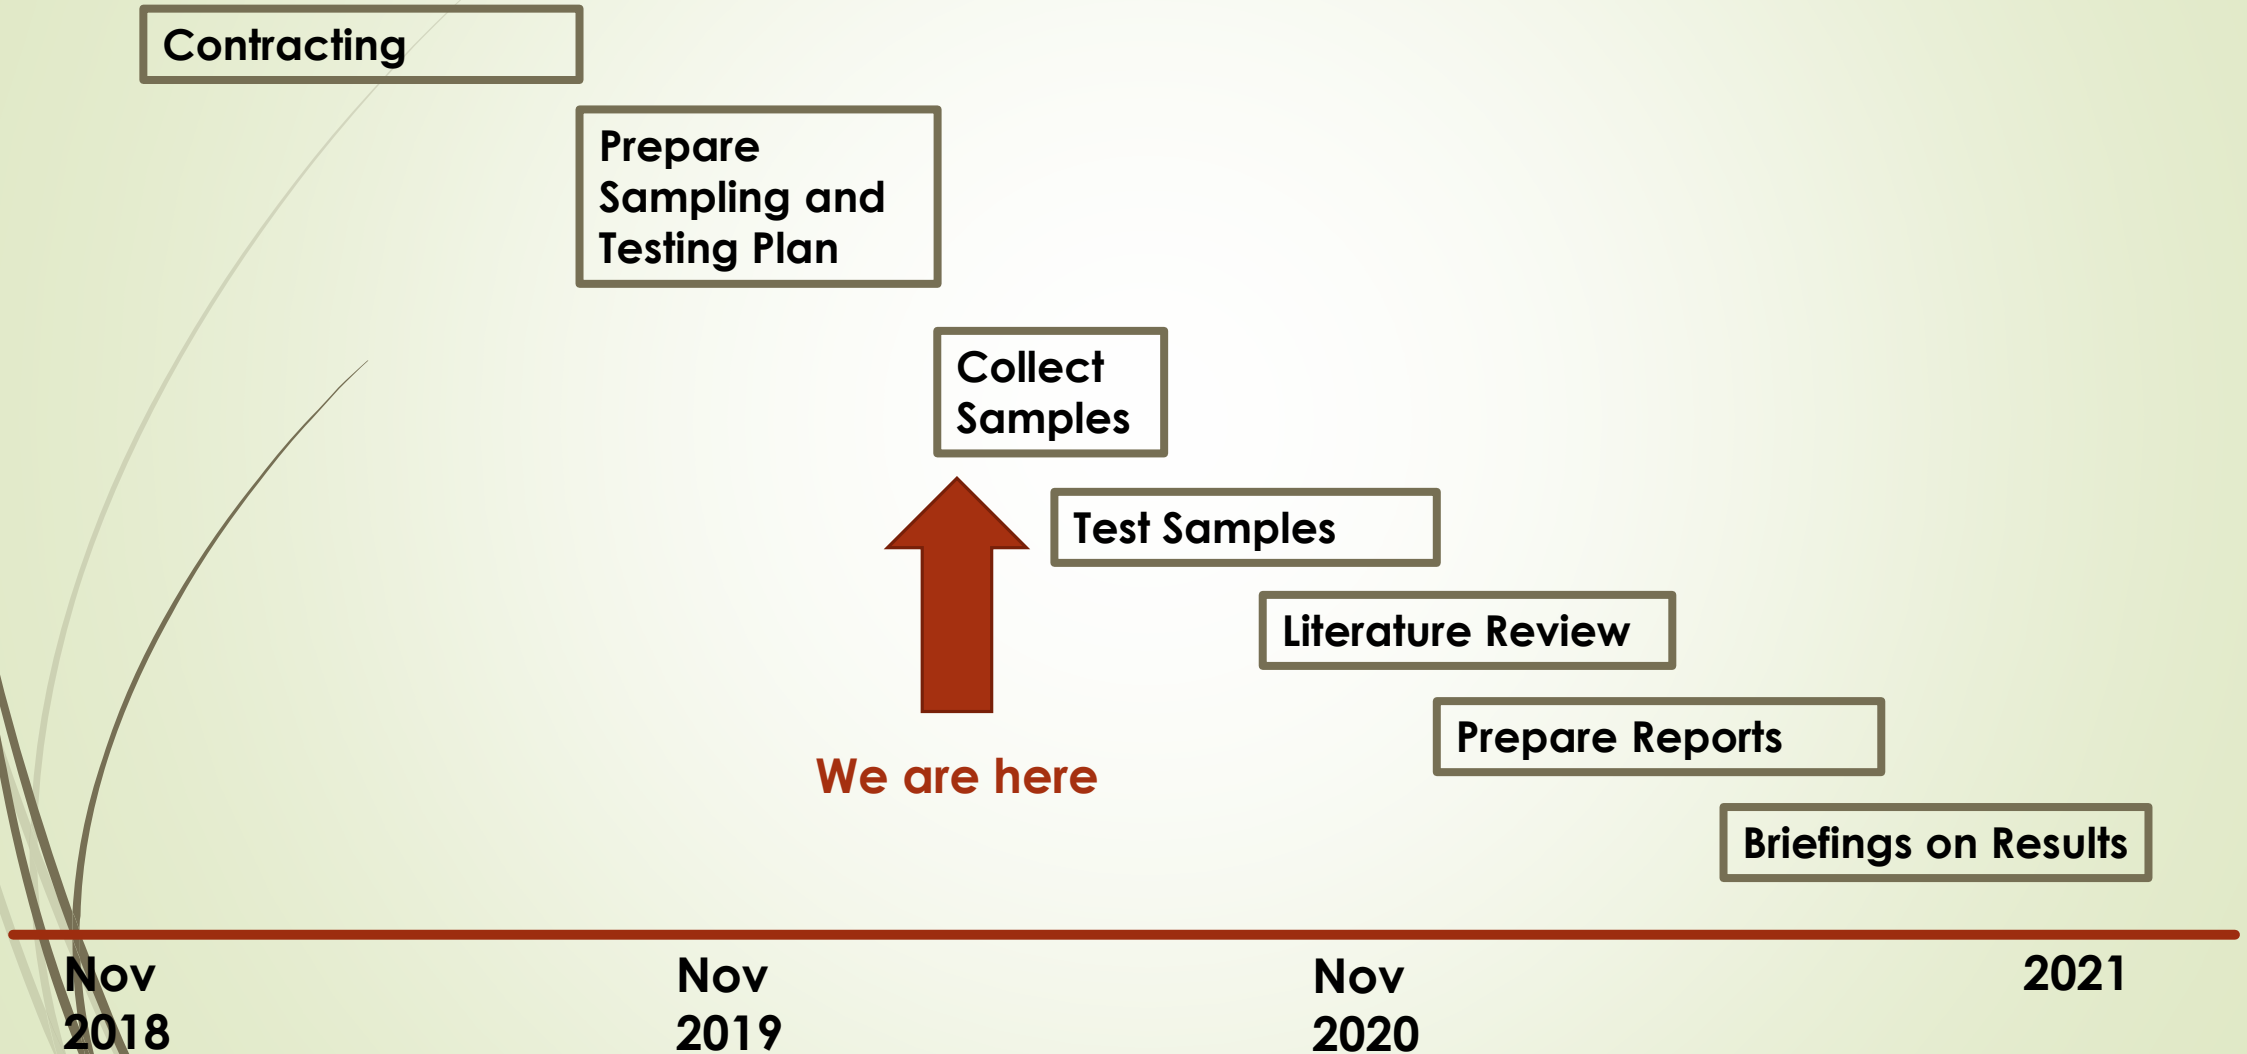 Contracting
Prepare
Sampling and
Testing Plan
Collect
Samples
Test Samples
Literature Review
Prepare Reports
We are here
Briefings on Results
Nov
2018
Nov
2019
Nov
2020
2021